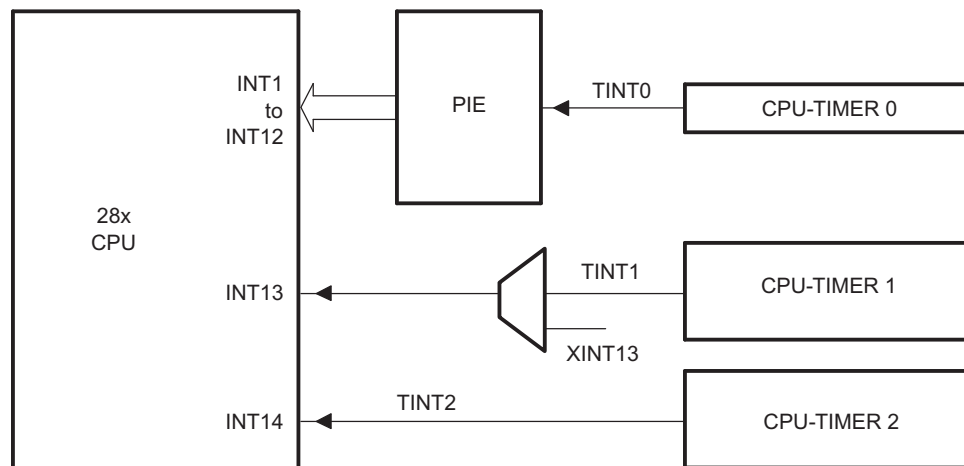 INT1
to
INT12
PIE
TINT0
CPU-TIMER 0
28x
CPU
INT13
TINT1
XINT13
CPU-TIMER 1
INT14
TINT2
CPU-TIMER 2